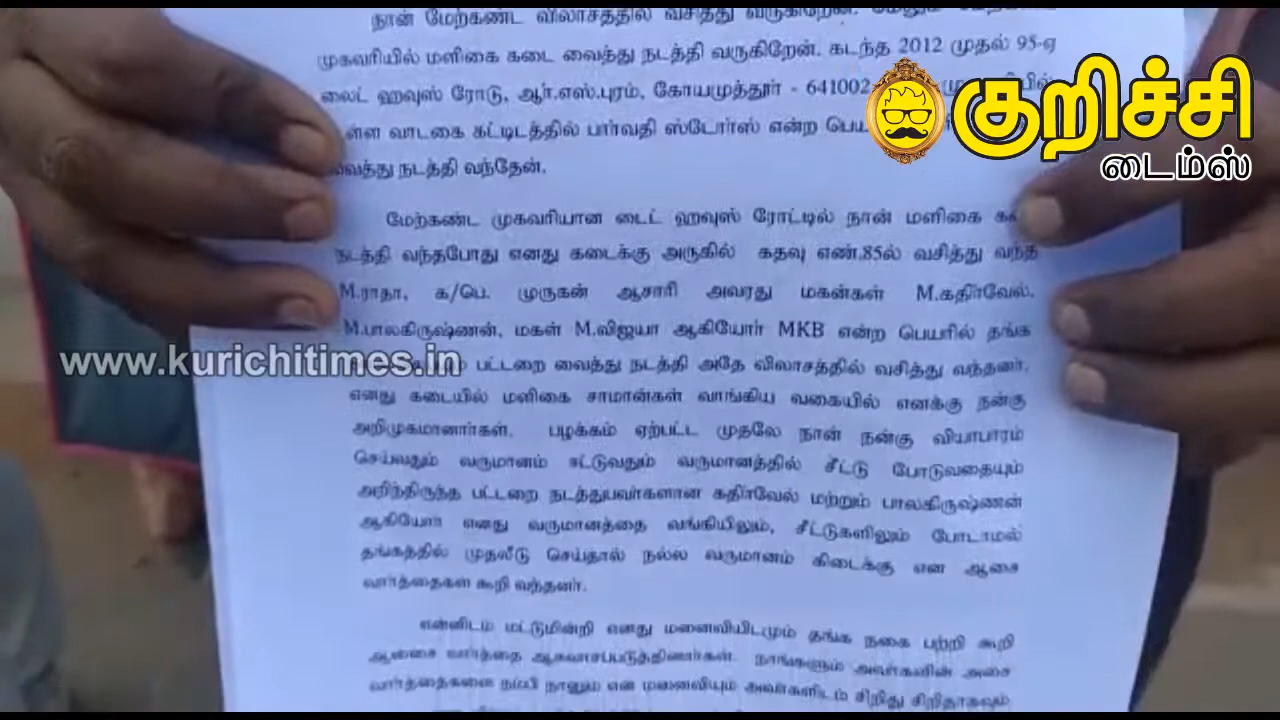 நான் மேற்கண்ட விலாசத்தில் வசித்து வருகிறேன்.
முகவரியில் மளிகை கடை வைத்து நடத்தி வருகிறேன். கடந்த 2012 முதல் 95-ஏ
லைட் ஹவுஸ் ரோடு, ஆர்.எஸ்.புரம், கோயமுத்தூர் - 641002
வாடகை கட்டிடத்தில் பார்வதி ஸ்டோர்ஸ் என்ற
நடத்தி வந்தேன்.
மேற்கண்ட முகவரியான டைட் ஹவுஸ் ரோட்டில் நான் மளிகை
நடத்தி வந்தபோது எனது கடைக்கு அருகில் கதவு எண்.85ல் வசித்து வந்த
M.ராதா, க/பெ. முருகன் ஆசாரி அவரது மகன்கள் M.கதிர்வேல்,
M.பாலகிருஷ்ணன், மகள் M.விஜயா ஆகியோர் MKB என்ற பெயரில் தங்க
பட்டறை வைத்து நடத்தி அதே விலாசத்தில் வசித்து வந்தனர்.
எனது கடையில் மளிகை சாமான்கள் வாங்கிய வகையில் எனக்கு நன்கு
அறிமுகமானார்கள். பழக்கம் ஏற்பட்ட முதலே நான் நன்கு வியாபாரம்
செய்வதும் வருமானம் ஈட்டுவதும் வருமானத்தில் சீட்டு போடுவதையும்
அறிந்திருந்த பட்டறை நடத்துபவர்களான கதிர்வேல் மற்றும் பாலகிருஷ்ணன்
ஆகியோர் எனது வருமானத்தை வங்கியிலும், சீட்டுகளிலும் போடாமல்
தங்கத்தில் முதலீடு செய்தால் நல்ல வருமானம் கிடைக்கு என ஆசை
வார்த்தைகள் கூறி வந்தனர்.
என்னிடம் மட்டுமின்றி எனது மனைவியிடமும் தங்க நகை பற்றி கூறி
வார்த்தை நாங்களும் அவர்களின் அசை
வார்த்தைகளை நம்பி நானும் என் மனைவியும் அவர்களிடம் சிறிது சிறிதாகவும்
குறிச்சி
டைம்ஸ்
www.kurichitimes.in